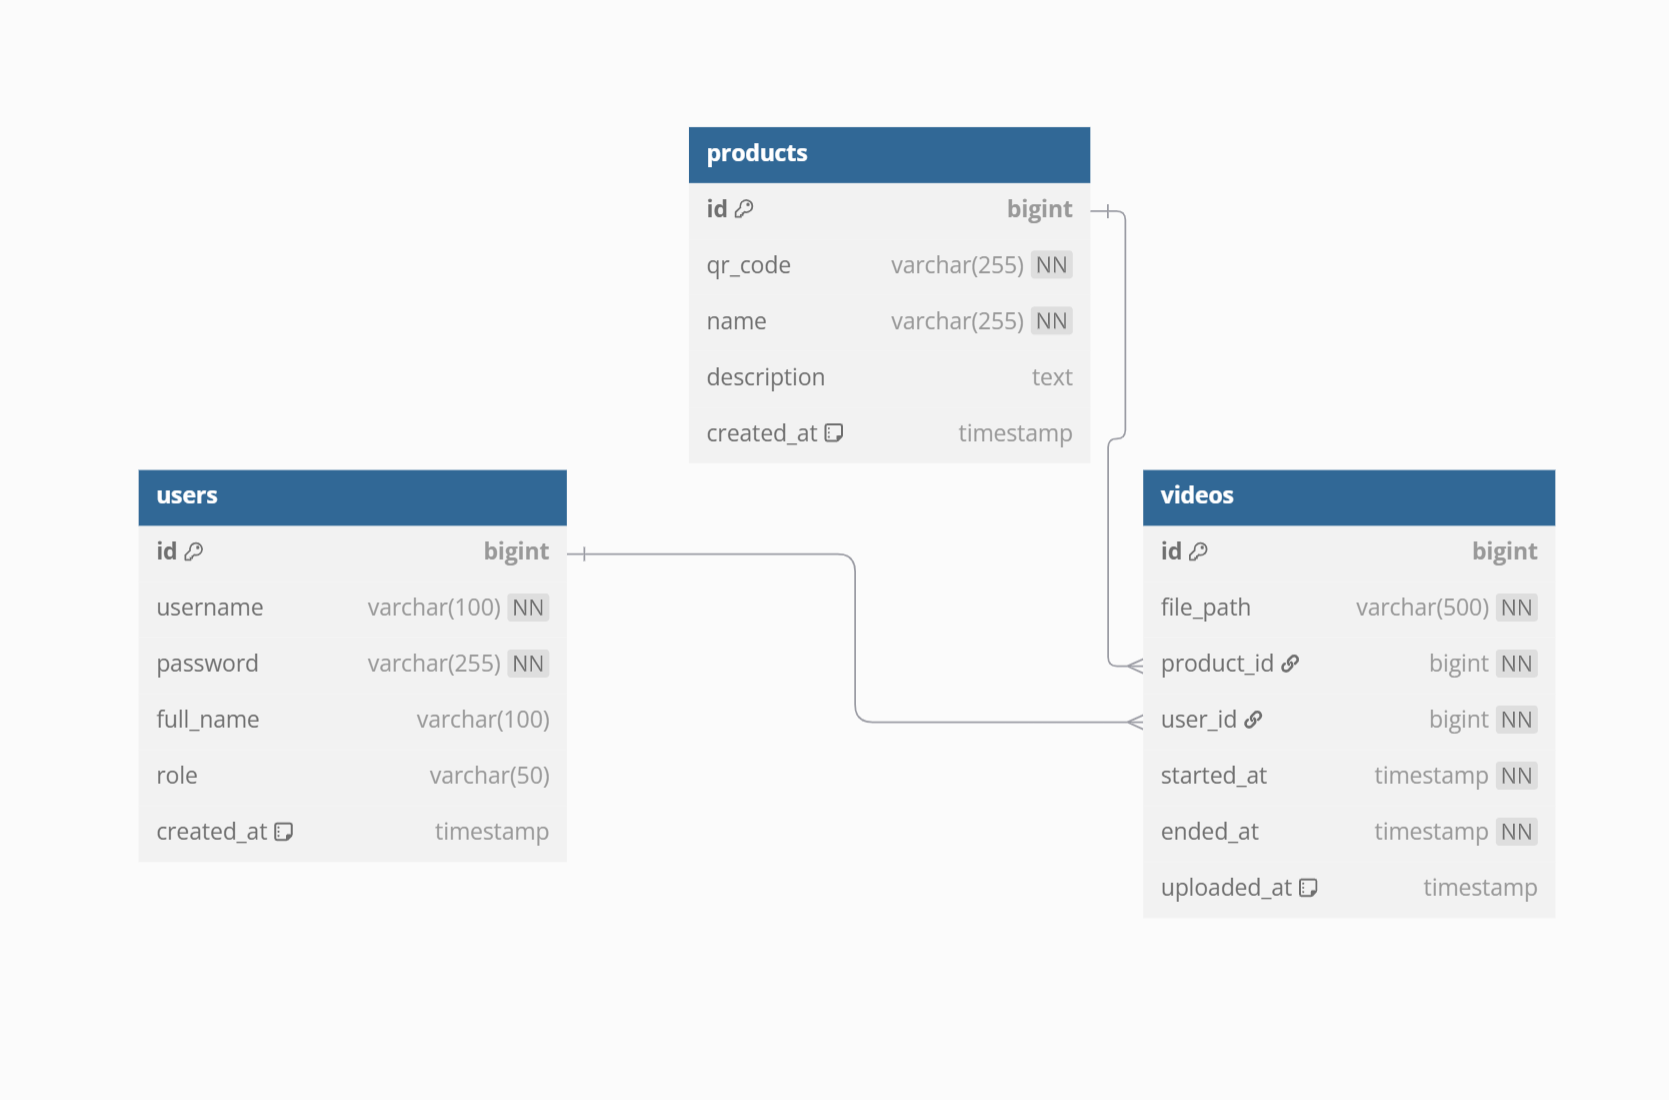 products
id bigint
qr_code varchar(255) NN
name varchar(255) NN
description text
created_at timestamp
users
id bigint
username varchar(100) NN
password varchar(255) NN
full_name varchar(100)
role varchar(50)
created_at timestamp
videos
id bigint
file_path varchar(500) NN
product_id bigint NN
user_id bigint NN
started_at timestamp NN
ended_at timestamp NN
uploaded_at timestamp